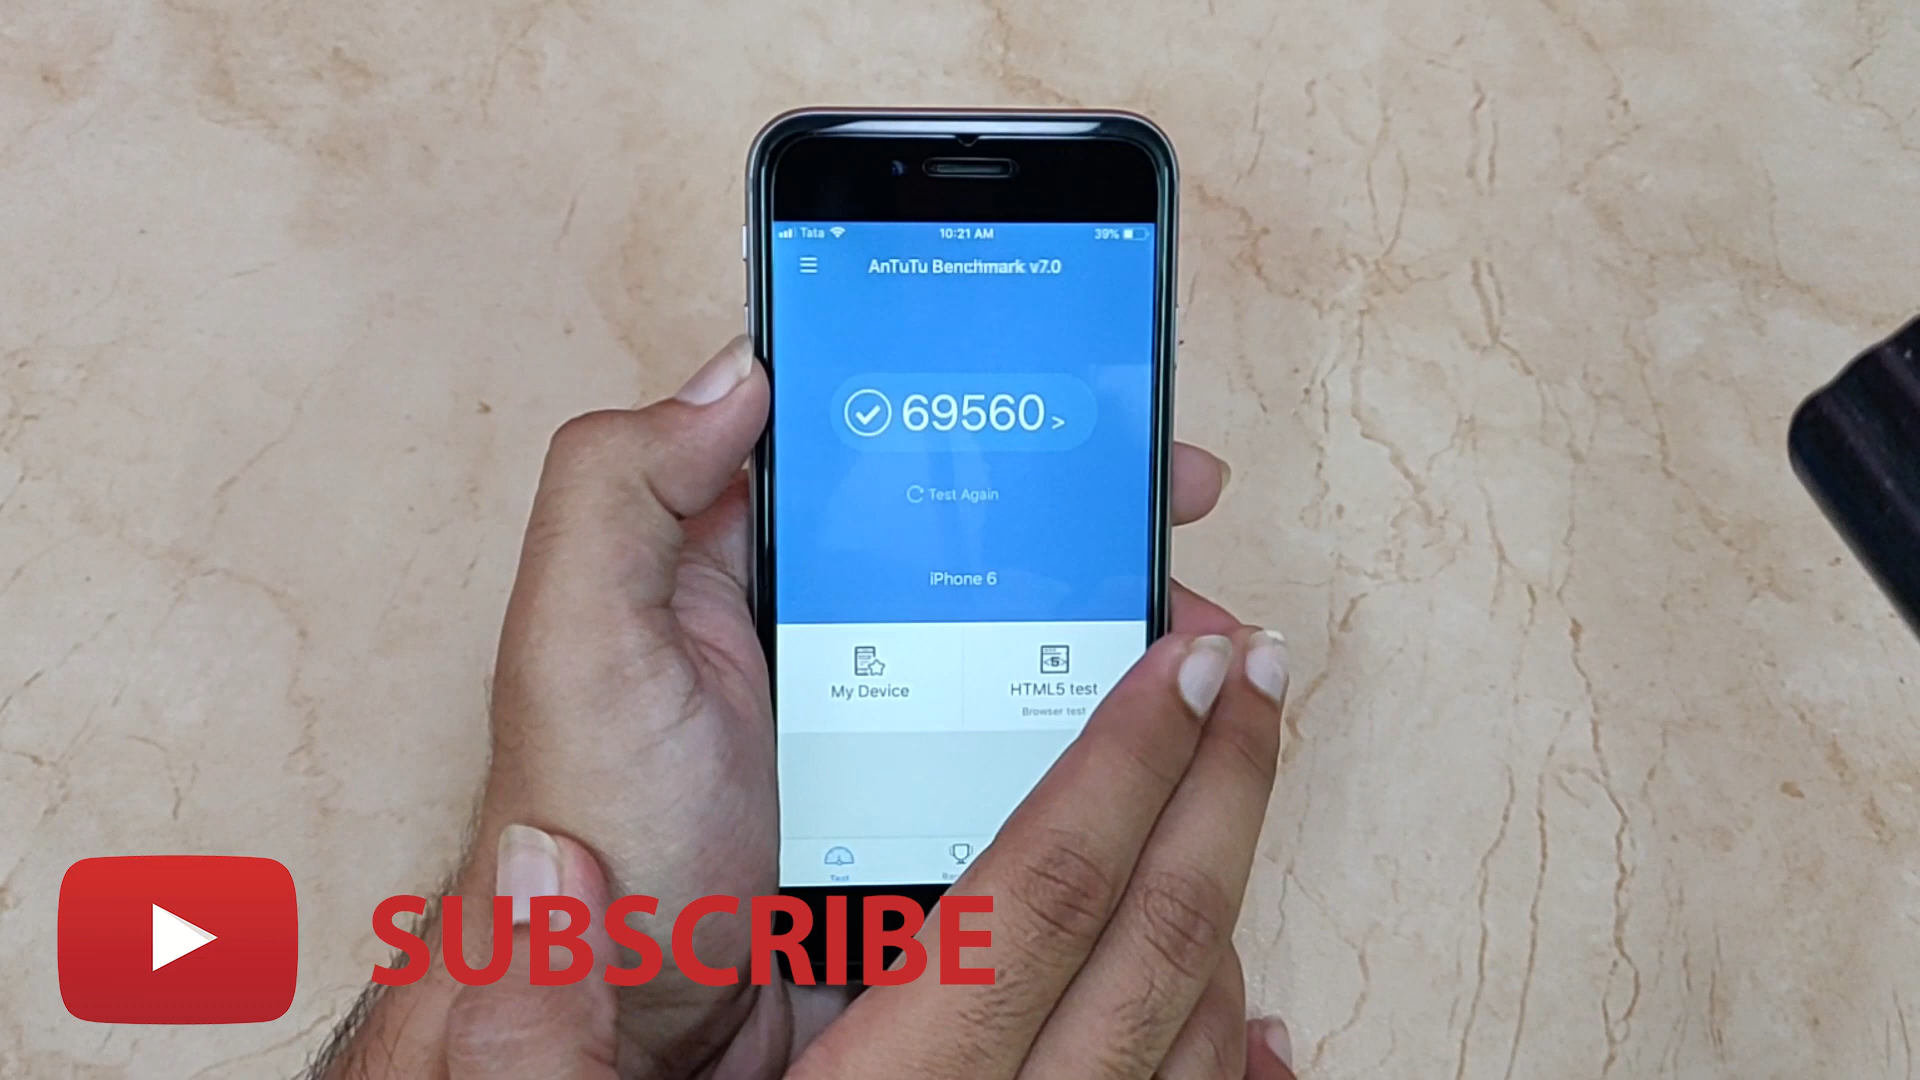 Tata 10:21 AM 39%
AnTuTu Benchmark v7.0
69560 >
Test Again
iPhone 6
My Device
HTML5 test
Browser test
Test
SUBSCRIBE